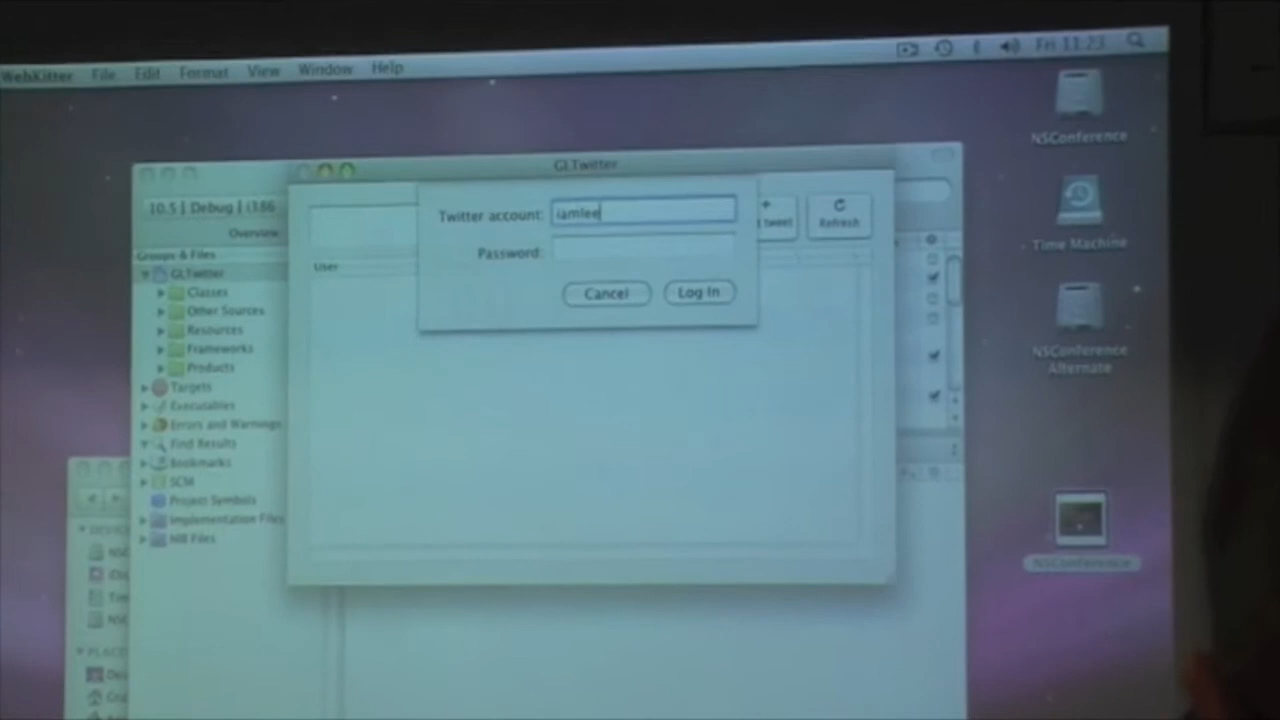 WebKitter File Edit Format View Window Help Fri 11:23
NSConference
Time Machine
NSConference
Alternate
NSConference
GLTwitter
10.5 | Debug | i386
Overview
Groups & Files
GLTwitter
Classes
Other Sources
Resources
Frameworks
Products
Targets
Executables
Errors and Warnings
Find Results
Bookmarks
SCM
Project Symbols
Implementation Files
NIB Files
Twitter account: iamlee
Password:
Cancel Log In
tweet
Refresh
User